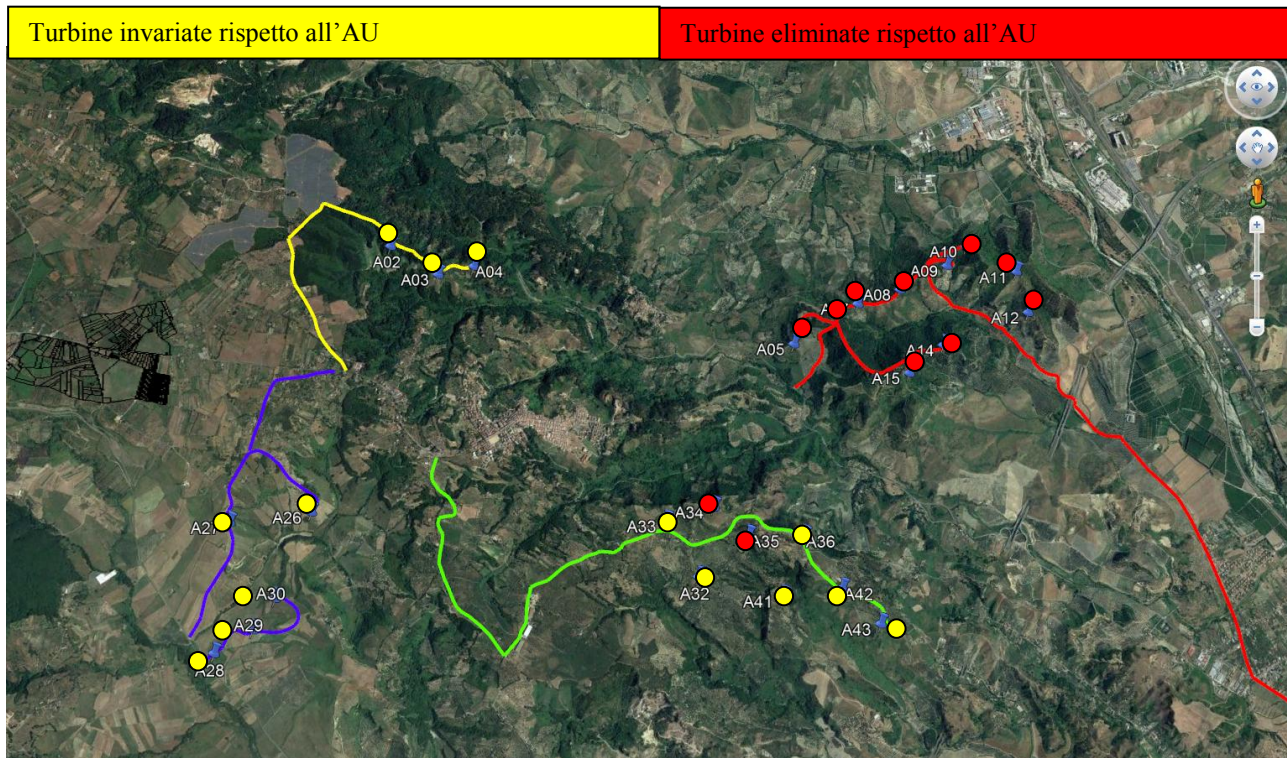 Turbine invariate rispetto all’AU
Turbine eliminate rispetto all’AU
A02
A03
A04
A10
A11
A09
A08
A12
A05
A14
A15
A26
A27
A33
A34
A35
A36
A32
A41
A42
A43
A30
A29
A28